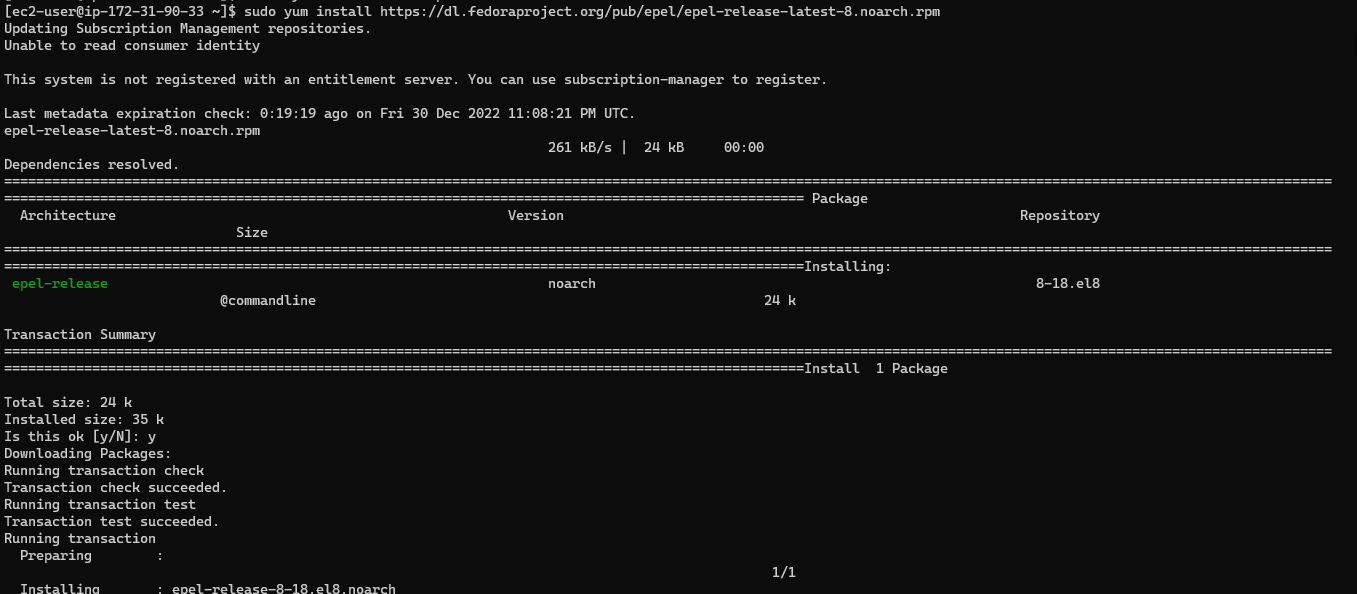 [ec2-user@ip-172-31-90-33 ~]$ sudo yum install https://dl.fedoraproject.org/pub/epel/epel-release-latest-8.noarch.rpm
Updating Subscription Management repositories.
Unable to read consumer identity
This system is not registered with an entitlement server. You can use subscription-manager to register.
Last metadata expiration check: 0:19:19 ago on Fri 30 Dec 2022 11:08:21 PM UTC.
epel-release-latest-8.noarch.rpm
261 kB/s | 24 kB 00:00
Dependencies resolved.
================================================================================
==================================================== Package
Architecture Version Repository
Size
================================================================================
====================================================Installing:
epel-release noarch 8-18.el8
@commandline 24 k
Transaction Summary
================================================================================
====================================================Install 1 Package
Total size: 24 k
Installed size: 35 k
Is this ok [y/N]: y
Downloading Packages:
Running transaction check
Transaction check succeeded.
Running transaction test
Transaction test succeeded.
Running transaction
Preparing :
1/1
Installing : epel-release-8-18.el8.noarch